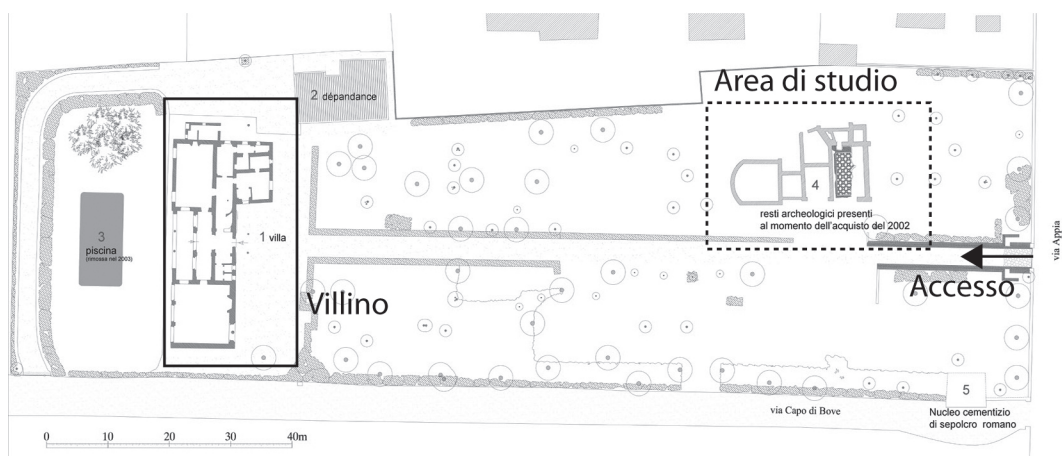 Area di studio
2 dépandance
4
resti archeologici presenti
al momento dell'acquisto del 2002
3
piscina
(rimossa nel 2003)
1 villa
via Appia
Accesso
Villino
5
via Capo di Bove
Nucleo cementizio
di sepolcro romano
0 10 20 30 40m